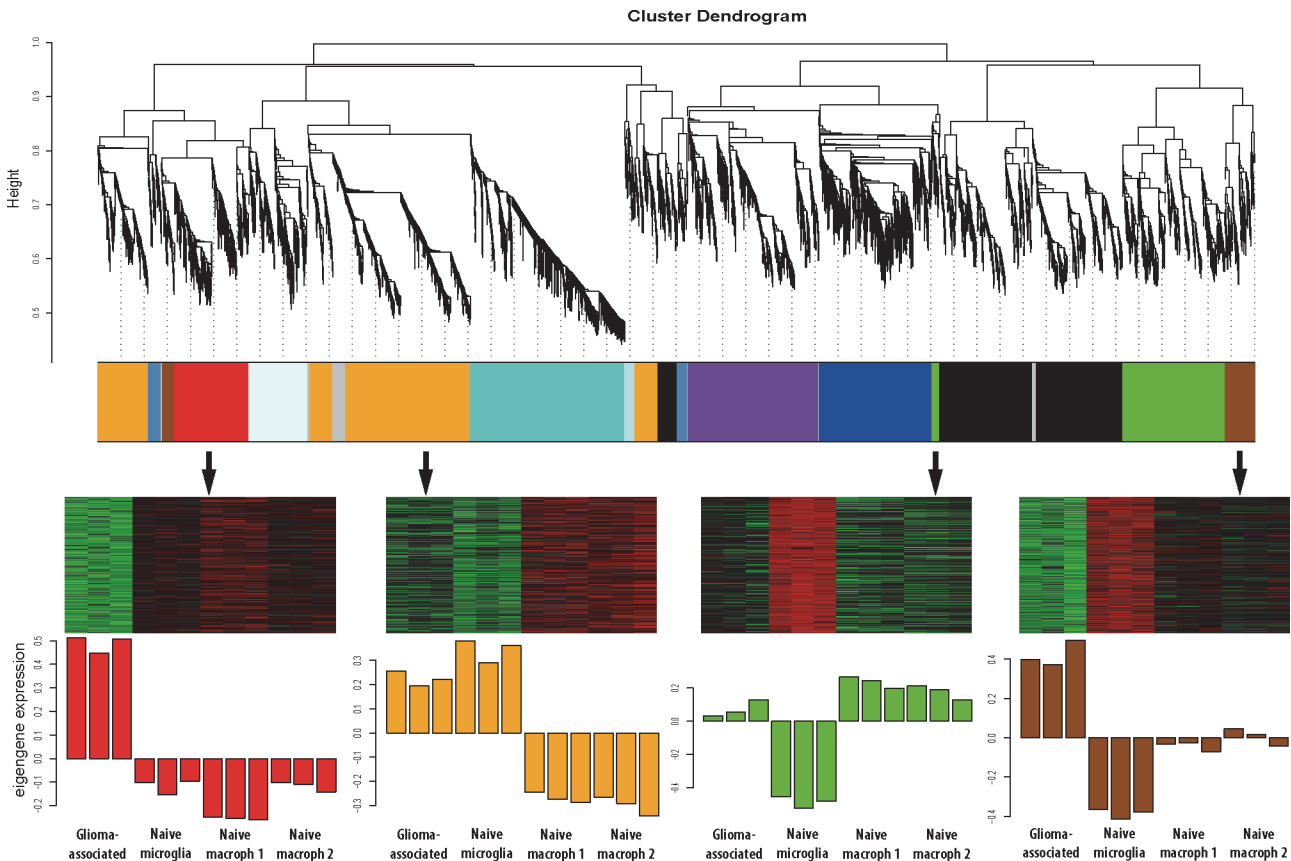 Cluster Dendrogram
Height
1.0
0.9
0.8
0.7
0.6
0.5
eigengene expression
0.5
0.4
0.3
0.2
0.1
0.0
-0.1
-0.2
Glioma-
associated
Naive
microglia
Naive
macroph 1
Naive
macroph 2
0.3
0.2
0.1
0.0
-0.1
-0.2
-0.3
Glioma-
associated
Naive
microglia
Naive
macroph 1
Naive
macroph 2
0.2
0.0
-0.2
-0.4
Glioma-
associated
Naive
microglia
Naive
macroph 1
Naive
macroph 2
0.4
0.2
0.0
-0.2
-0.4
Glioma-
associated
Naive
microglia
Naive
macroph 1
Naive
macroph 2